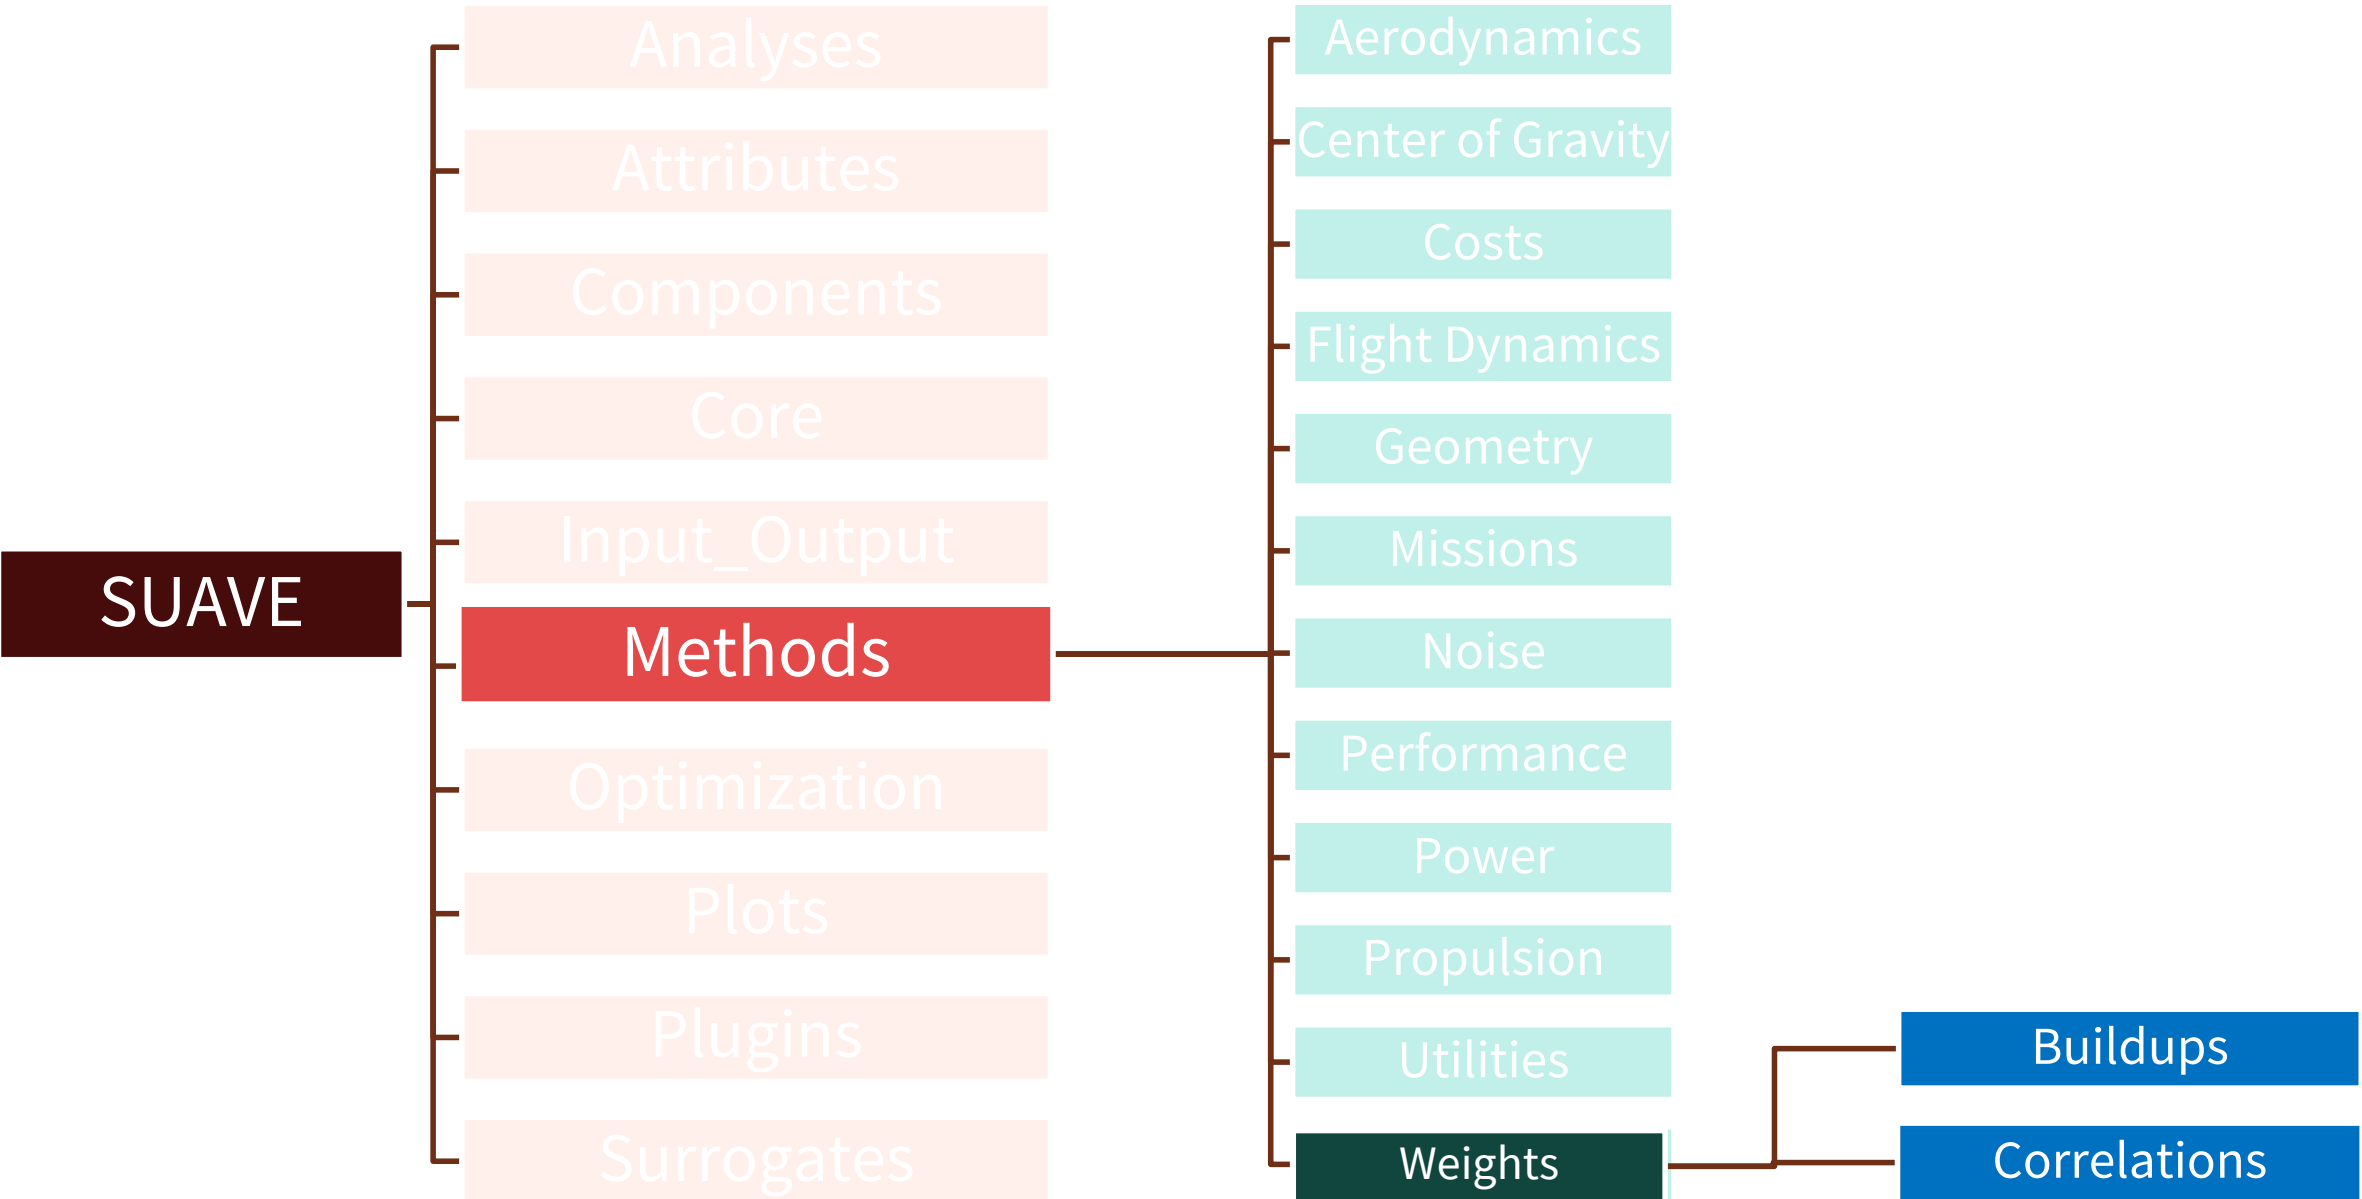 SUAVE
Analyses
Attributes
Components
Core
Input_Output
Methods
Optimization
Plots
Plugins
Surrogates
Aerodynamics
Center of Gravity
Costs
Flight Dynamics
Geometry
Missions
Noise
Performance
Power
Propulsion
Utilities
Weights
Buildups
Correlations